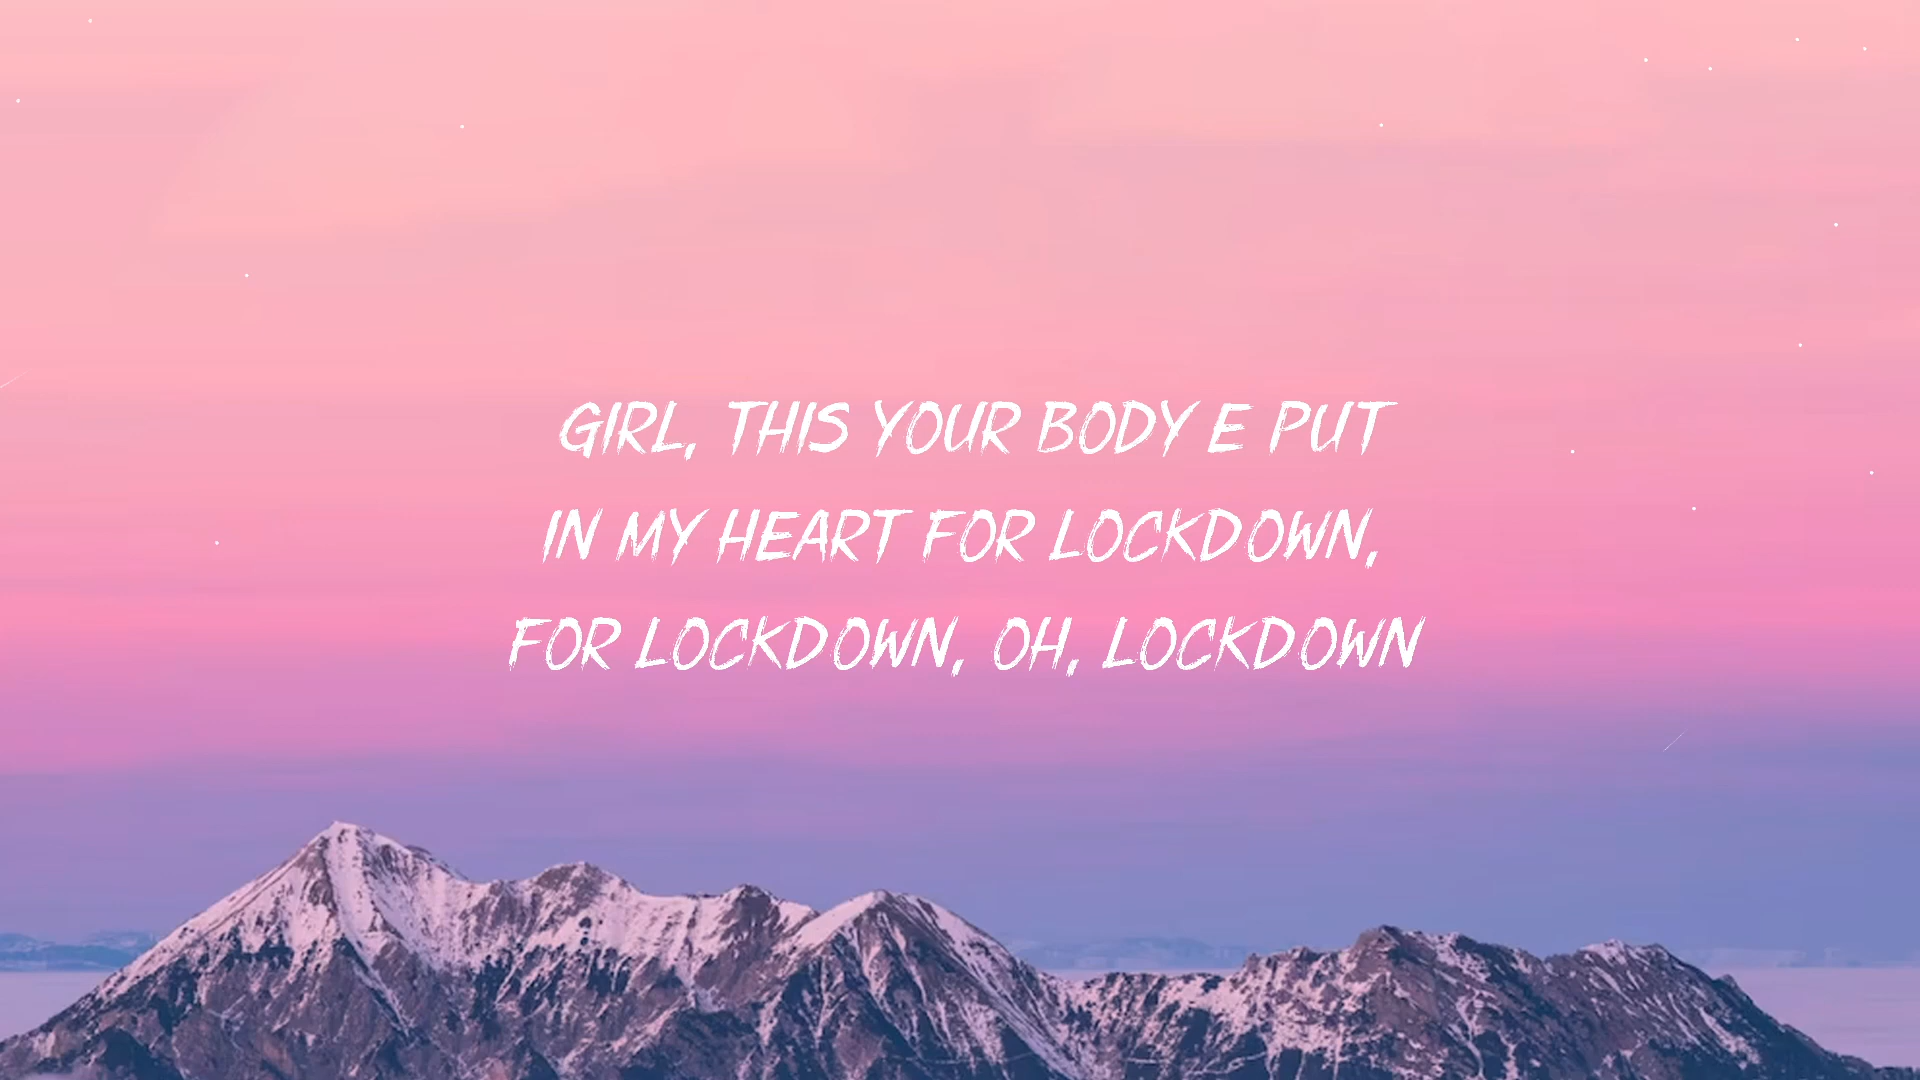 GIRL, THIS YOUR BODY E PUT
IN MY HEART FOR LOCKDOWN,
FOR LOCKDOWN, OH, LOCKDOWN